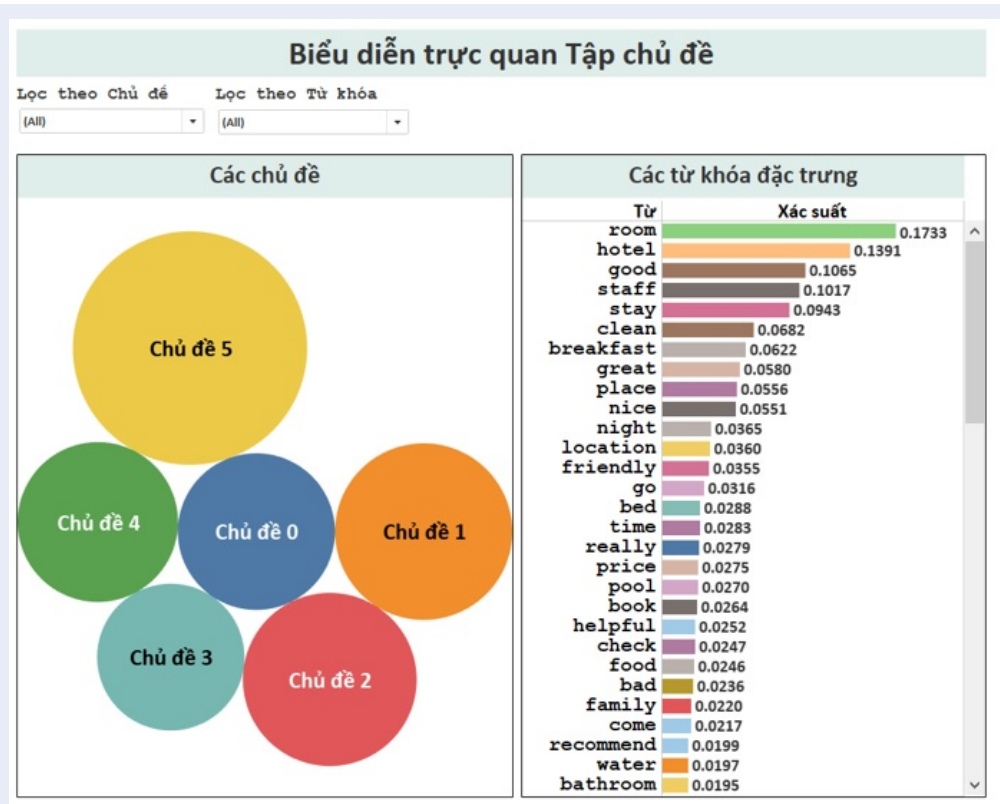 Biểu diễn trực quan Tập chủ đề
Lọc theo Chủ đề Lọc theo Từ khóa
(All) (All)
Các chủ đề
Chủ đề 5
Chủ đề 4
Chủ đề 0
Chủ đề 1
Chủ đề 3
Chủ đề 2
Các từ khóa đặc trưng
Từ Xác suất
room 0.1733
hotel 0.1391
good 0.1065
staff 0.1017
stay 0.0943
clean 0.0682
breakfast 0.0622
great 0.0580
place 0.0556
nice 0.0551
night 0.0365
location 0.0360
friendly 0.0355
go 0.0316
bed 0.0288
time 0.0283
really 0.0279
price 0.0275
pool 0.0270
book 0.0264
helpful 0.0252
check 0.0247
food 0.0246
bad 0.0236
family 0.0220
come 0.0217
recommend 0.0199
water 0.0197
bathroom 0.0195